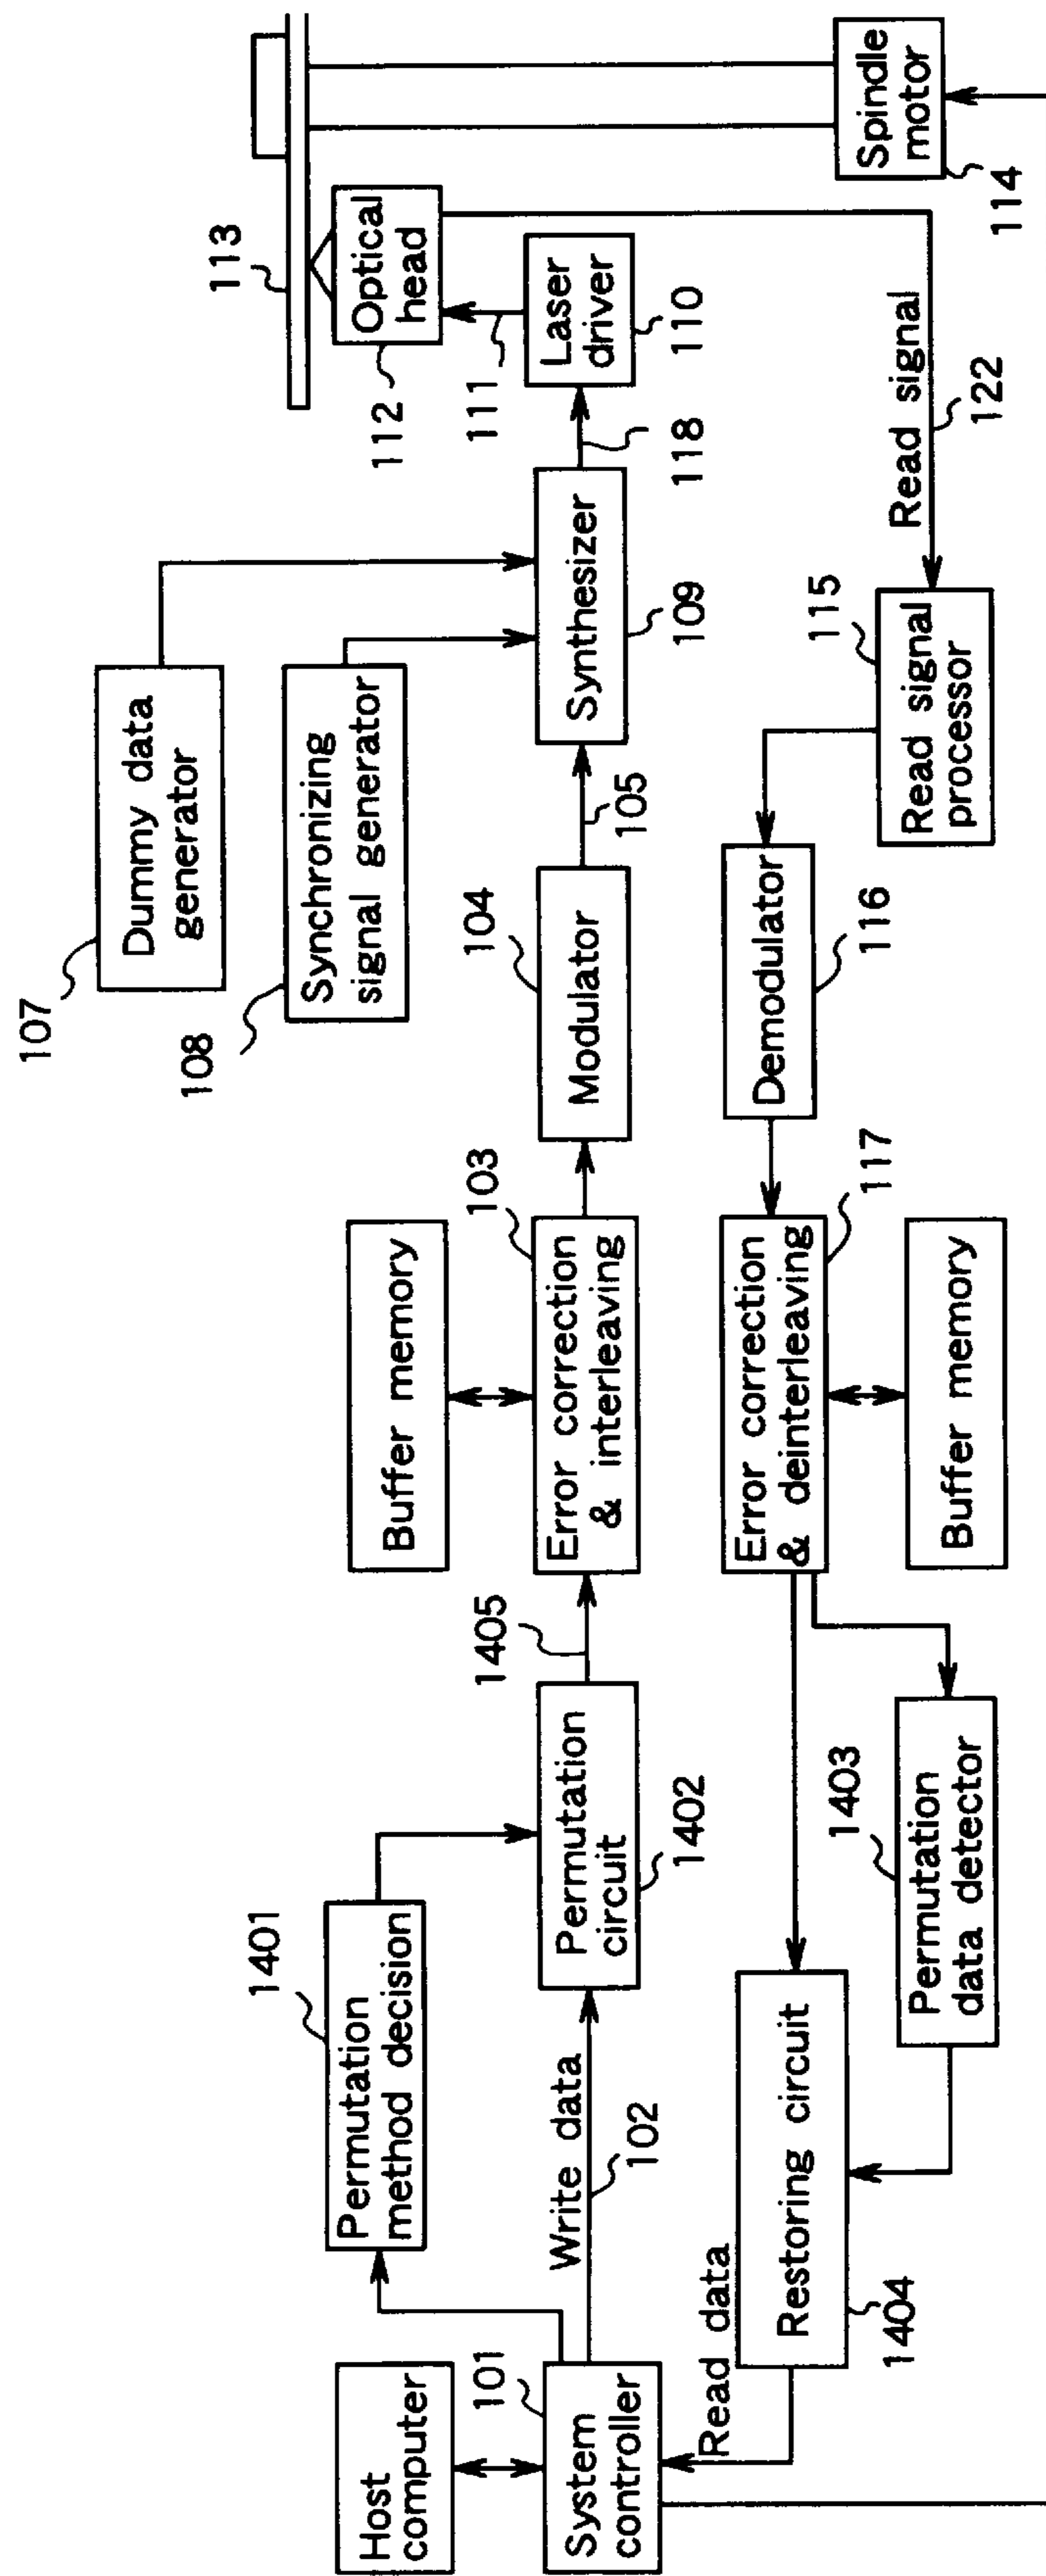 Host
computer
101
System
controller
1401
Permutation
method decision
Write data
102
Permutation
circuit
1402
1405
Buffer memory
103
Error correction
& interleaving
104
Modulator
105
107
Dummy data
generator
108
Synchronizing
signal generator
Synthesizer
109
118
Laser
driver
110
111
112
Optical
head
113
Spindle
motor
114
Read signal
122
115
Read signal
processor
Demodulator
116
Error correction
& deinterleaving
117
Buffer memory
1403
Permutation
data detector
Restoring circuit
1404
Read data